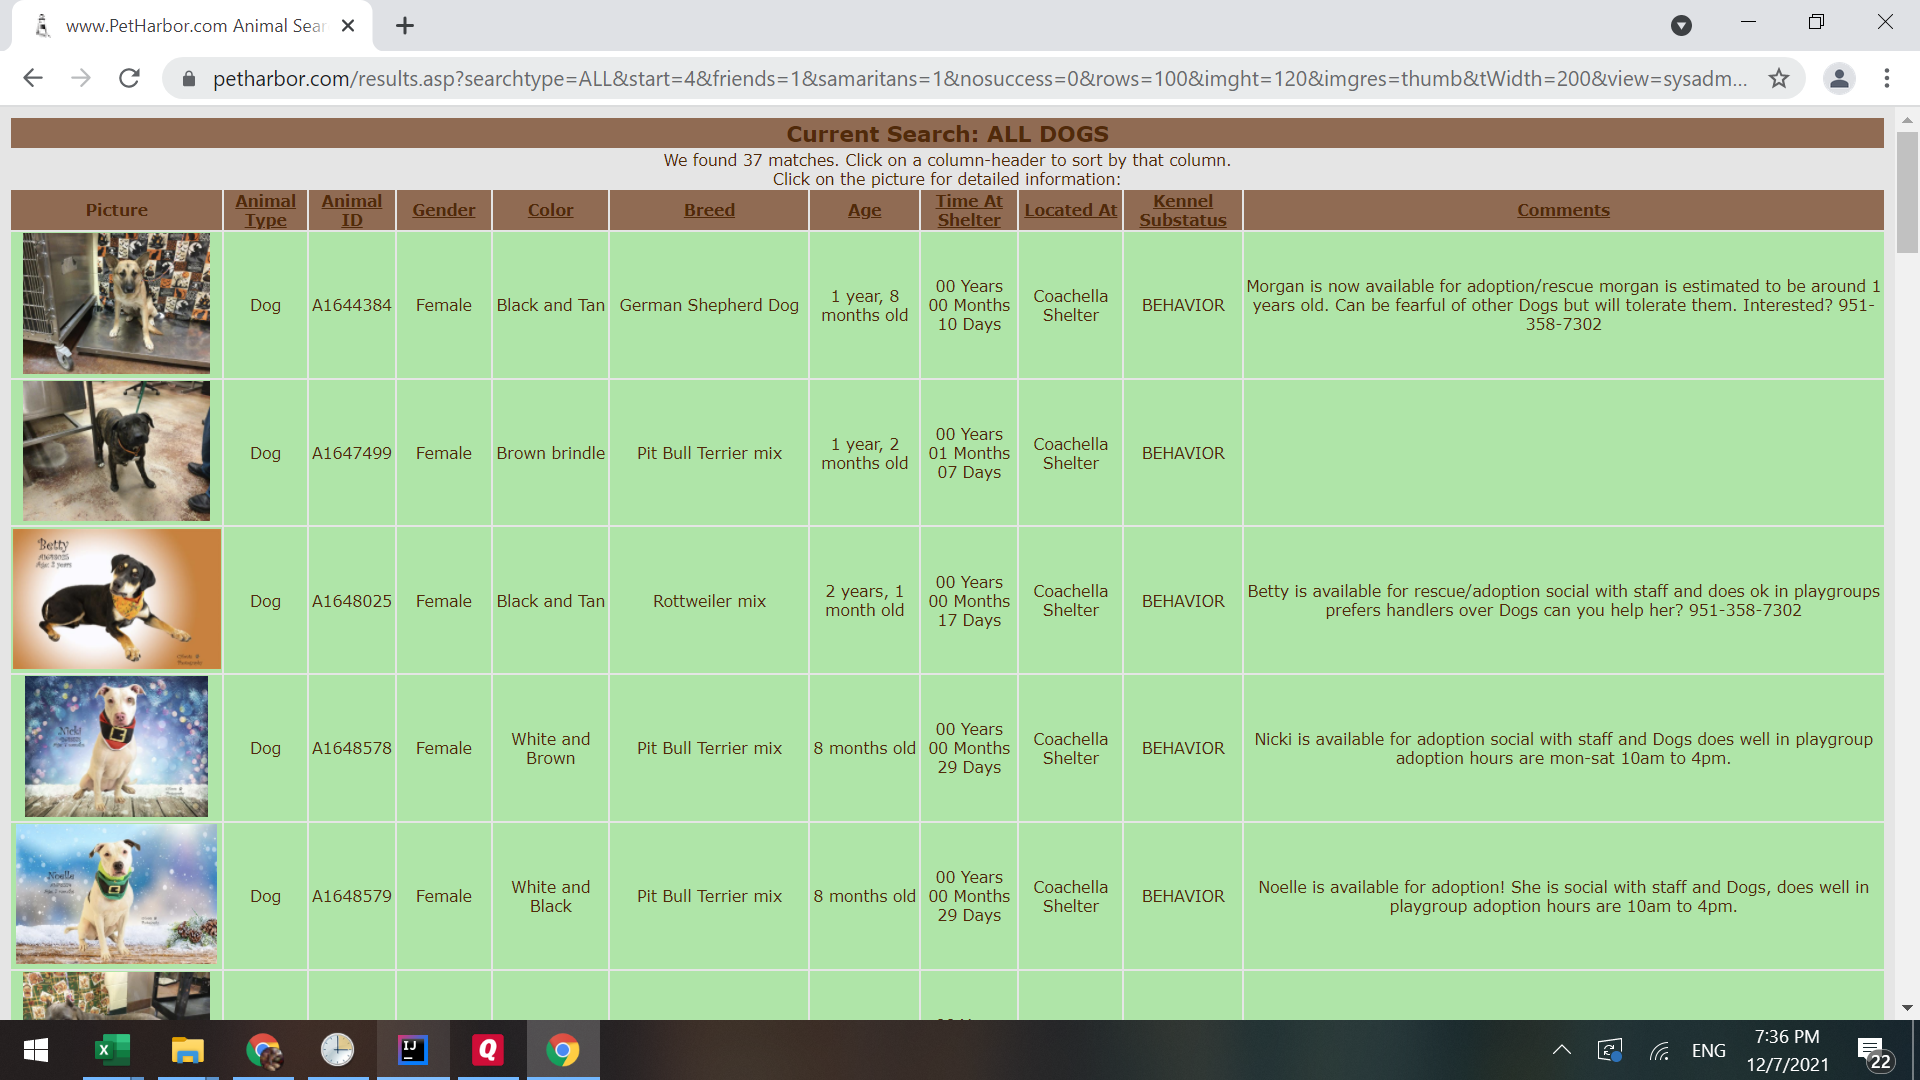 www.PetHarbor.com Animal Sear
petharbor.com/results.asp?searchtype=ALL&start=4&friends=1&samaritans=1&nosuccess=0&rows=100&imght=120&imgres=thumb&tWidth=200&view=sysadm...
Current Search: ALL DOGS
We found 37 matches. Click on a column-header to sort by that column.
Click on the picture for detailed information:
Picture Animal Type Animal ID Gender Color Breed Age Time At Shelter Located At Kennel Substatus Comments
Dog A1644384 Female Black and Tan German Shepherd Dog 1 year, 8 months old 00 Years 00 Months 10 Days Coachella Shelter BEHAVIOR Morgan is now available for adoption/rescue morgan is estimated to be around 1 years old. Can be fearful of other Dogs but will tolerate them. Interested? 951-358-7302
Dog A1647499 Female Brown brindle Pit Bull Terrier mix 1 year, 2 months old 00 Years 01 Months 07 Days Coachella Shelter BEHAVIOR
Betty
Age: 2 years
Dog A1648025 Female Black and Tan Rottweiler mix 2 years, 1 month old 00 Years 00 Months 17 Days Coachella Shelter BEHAVIOR Betty is available for rescue/adoption social with staff and does ok in playgroups prefers handlers over Dogs can you help her? 951-358-7302
Nicki
Dog A1648578 Female White and Brown Pit Bull Terrier mix 8 months old 00 Years 00 Months 29 Days Coachella Shelter BEHAVIOR Nicki is available for adoption social with staff and Dogs does well in playgroup adoption hours are mon-sat 10am to 4pm.
Noelle
Dog A1648579 Female White and Black Pit Bull Terrier mix 8 months old 00 Years 00 Months 29 Days Coachella Shelter BEHAVIOR Noelle is available for adoption! She is social with staff and Dogs, does well in playgroup adoption hours are 10am to 4pm.
X
IJ
Q
ENG
7:36 PM
12/7/2021
22